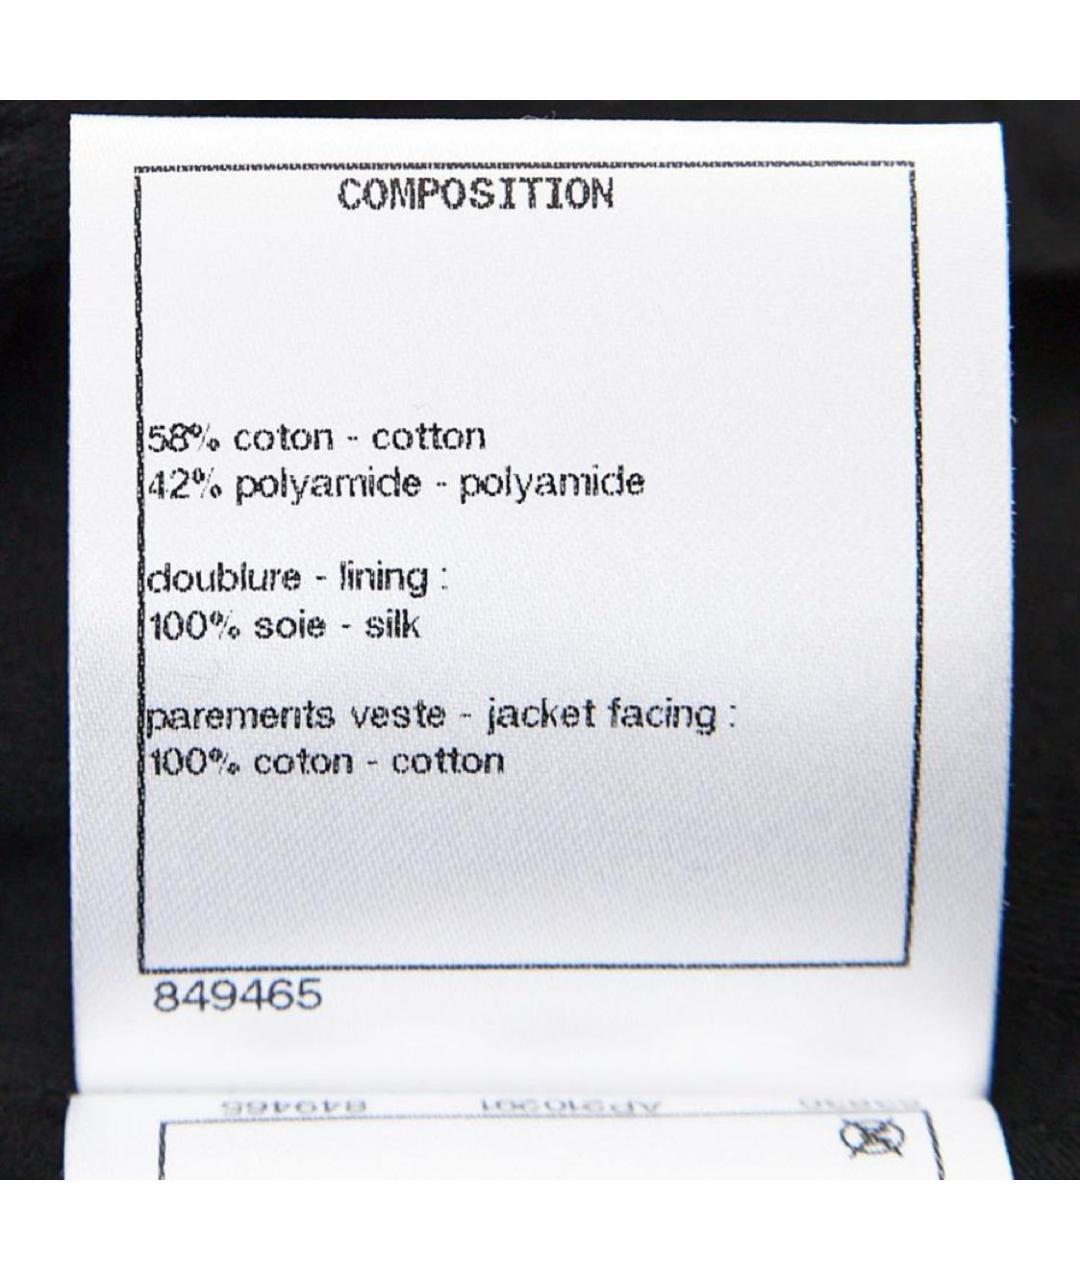 COMPOSITION
58% coton - cotton
42% polyamide - polyamide
doublure - lining :
100% soie - silk
parements veste - jacket facing :
100% coton - cotton
849465
849465